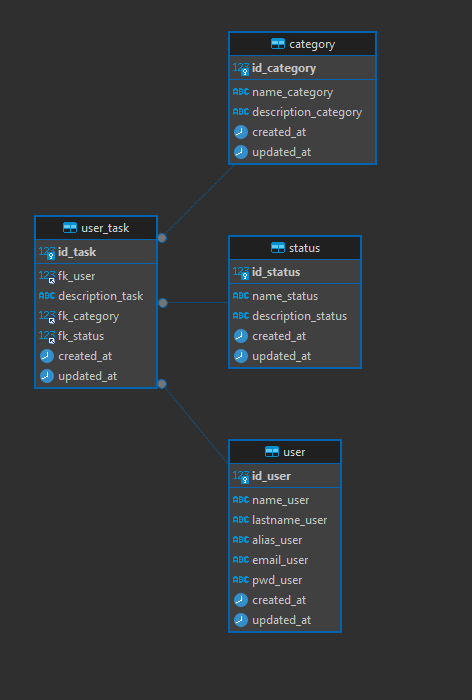 category
123 id_category
ABC name_category
ABC description_category
created_at
updated_at
user_task
123 id_task
123 fk_user
ABC description_task
123 fk_category
123 fk_status
created_at
updated_at
status
123 id_status
ABC name_status
ABC description_status
created_at
updated_at
user
123 id_user
ABC name_user
ABC lastname_user
ABC alias_user
ABC email_user
ABC pwd_user
created_at
updated_at